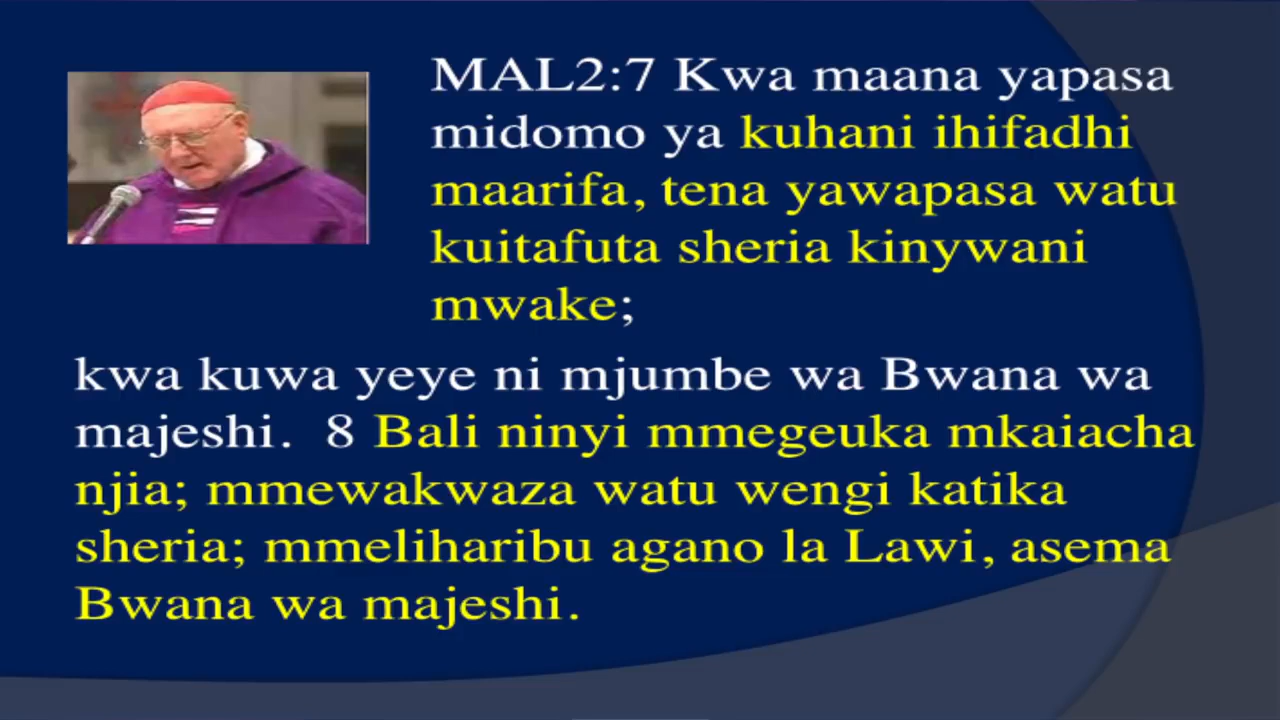 MAL2:7 Kwa maana yapasa
midomo ya kuhani ihifadhi
maarifa, tena yawapasa watu
kuitafuta sheria kinywani
mwake;
kwa kuwa yeye ni mjumbe wa Bwana wa
majeshi.  8 Bali ninyi mmegeuka mkaiacha
njia; mmewakwaza watu wengi katika
sheria; mmeliharibu agano la Lawi, asema
Bwana wa majeshi.